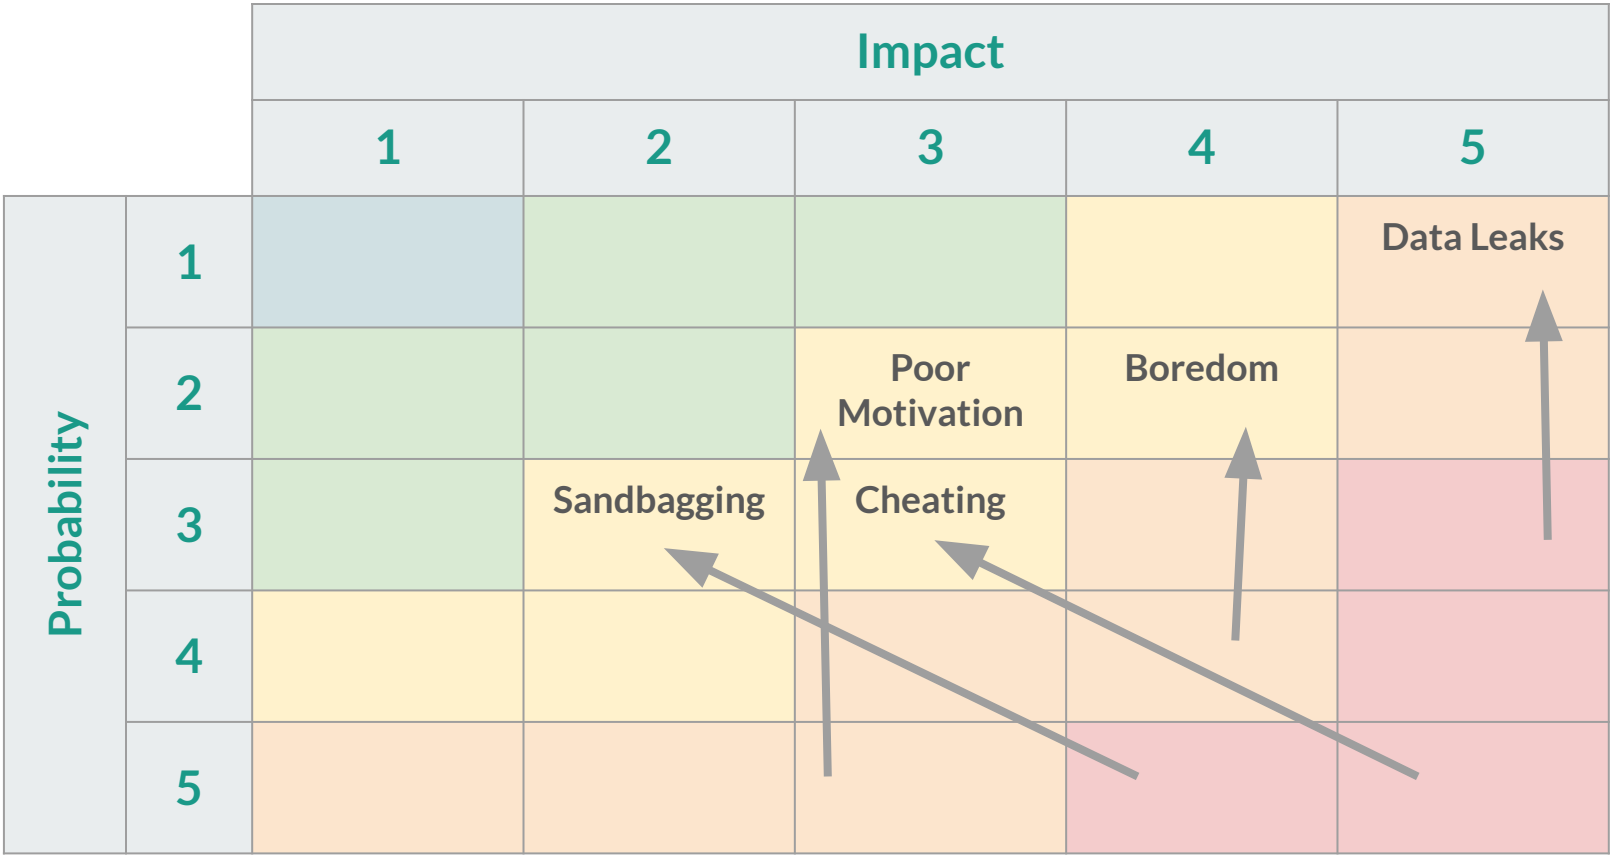 Impact
1 2 3 4 5
Probability
1 Data Leaks
2 Poor Motivation Boredom
3 Sandbagging Cheating
4
5